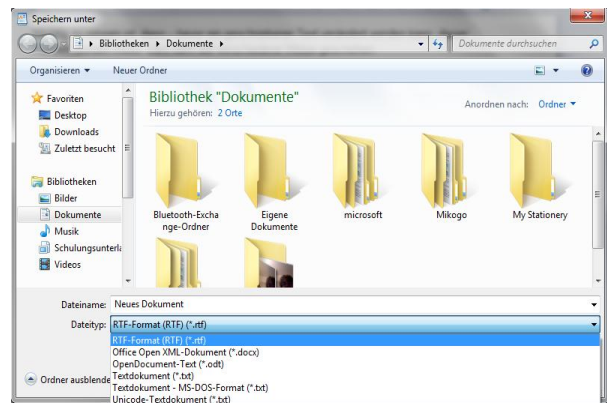 Speichern unter
Bibliotheken ▸ Dokumente ▸
Dokumente durchsuchen
Organisieren
Neuer Ordner
Favoriten
Desktop
Downloads
Zuletzt besucht
Bibliotheken
Bilder
Dokumente
Musik
Schulungsunterla
Videos
Bibliothek "Dokumente"
Hierzu gehören: 2 Orte
Anordnen nach: Ordner
Bluetooth-Excha
nge-Ordner
Eigene
Dokumente
microsoft
Mikogo
My Stationery
Dateiname: Neues Dokument
Dateityp: RTF-Format (RTF) (*.rtf)
RTF-Format (RTF) (*.rtf)
Office Open XML-Dokument (*.docx)
OpenDocument-Text (*.odt)
Textdokument (*.txt)
Textdokument - MS-DOS-Format (*.txt)
Unicode-Textdokument (*.txt)
Ordner ausblende